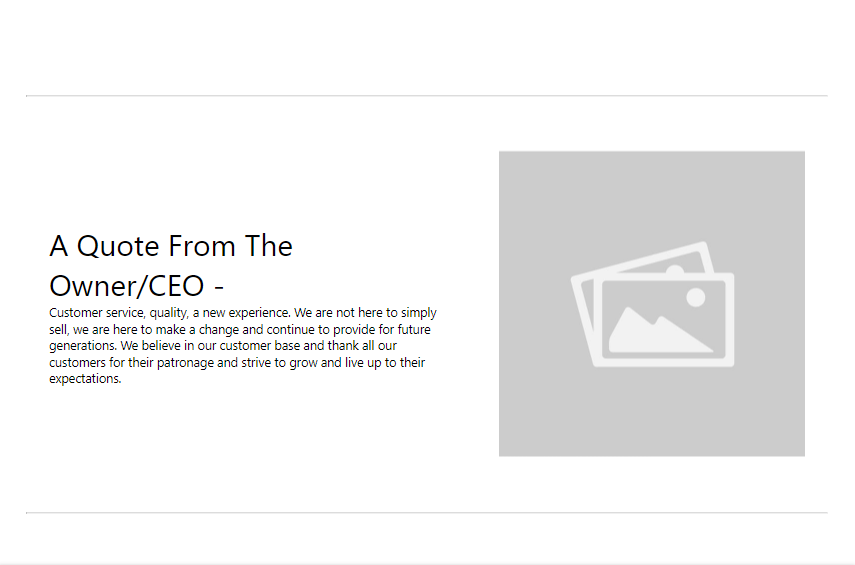 A Quote From The
Owner/CEO -
Customer service, quality, a new experience. We are not here to simply
sell, we are here to make a change and continue to provide for future
generations. We believe in our customer base and thank all our
customers for their patronage and strive to grow and live up to their
expectations.